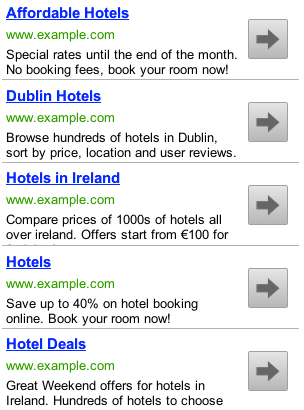 Affordable Hotels
www.example.com
Special rates until the end of the month.
No booking fees, book your room now!
Dublin Hotels
www.example.com
Browse hundreds of hotels in Dublin,
sort by price, location and user reviews.
Hotels in Ireland
www.example.com
Compare prices of 1000s of hotels all
over ireland. Offers start from €100 for
Hotels
www.example.com
Save up to 40% on hotel booking
online. Book your room now!
Hotel Deals
www.example.com
Great Weekend offers for hotels in
Ireland. Hundreds of hotels to choose